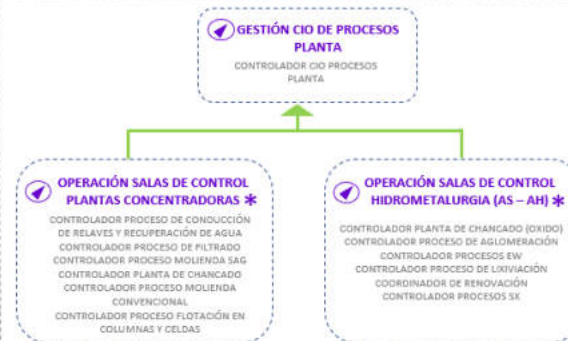 GESTIÓN CIO DE PROCESOS
PLANTA
CONTROLADOR CIO PROCESOS
PLANTA
OPERACIÓN SALAS DE CONTROL
PLANTAS CONCENTRADORAS *
CONTROLADOR PROCESO DE CONDUCCIÓN
DE RELAVES Y RECUPERACIÓN DE AGUA
CONTROLADOR PROCESO DE FILTRADO
CONTROLADOR PROCESO MOLIENDA SAG
CONTROLADOR PLANTA DE CHANCADO
CONTROLADOR PROCESO MOLIENDA
CONVENCIONAL
CONTROLADOR PROCESO FLOTACIÓN EN
COLUMNAS Y CELDAS
OPERACIÓN SALAS DE CONTROL
HIDROMETALURGIA (AS – AH) *
CONTROLADOR PLANTA DE CHANCADO (OXIDO)
CONTROLADOR PROCESO DE AGLOMERACIÓN
CONTROLADOR PROCESOS EW
CONTROLADOR PROCESO DE LIXIVIACIÓN
COORDINADOR DE RENOVACIÓN
CONTROLADOR PROCESOS SX